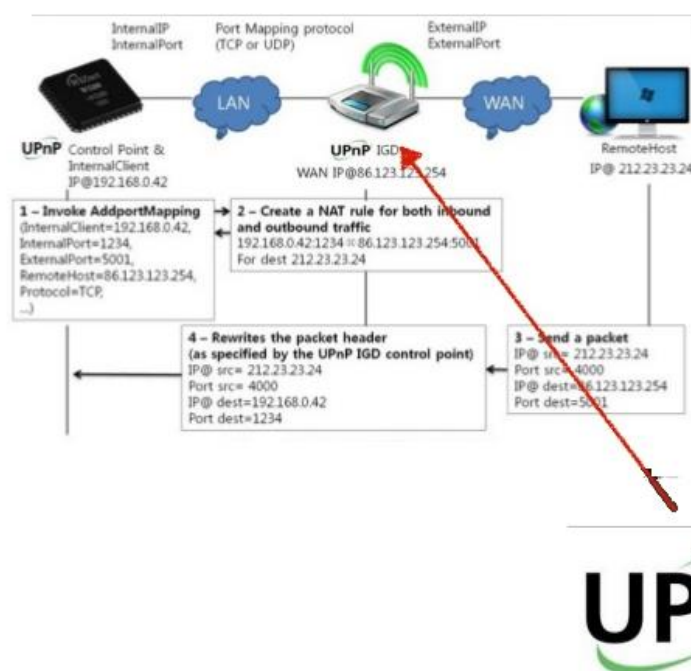 InternalIP
InternalPort
Port Mapping protocol
(TCP or UDP)
ExternalIP
ExternalPort
LAN
WAN
UPnP Control Point &
InternalClient
IP@192.168.0.42
UPnP IGD
WAN IP@86.123.123.254
RemoteHost
IP@ 212.23.23.24
1 – Invoke AddportMapping
(InternalClient=192.168.0.42,
InternalPort=1234,
ExternalPort=5001,
RemoteHost=86.123.123.254,
Protocol=TCP,
...)
2 – Create a NAT rule for both inbound
and outbound traffic
192.168.0.42:1234 ¤ 86.123.123.254:5001
For dest 212.23.23.24
4 – Rewrites the packet header
(as specified by the UPnP IGD control point)
IP@ src= 212.23.23.24
Port src= 4000
IP@ dest=192.168.0.42
Port dest=1234
3 – Send a packet
IP@ src= 212.23.23.24
Port src= 4000
IP@ dest=86.123.123.254
Port dest=5001
UP